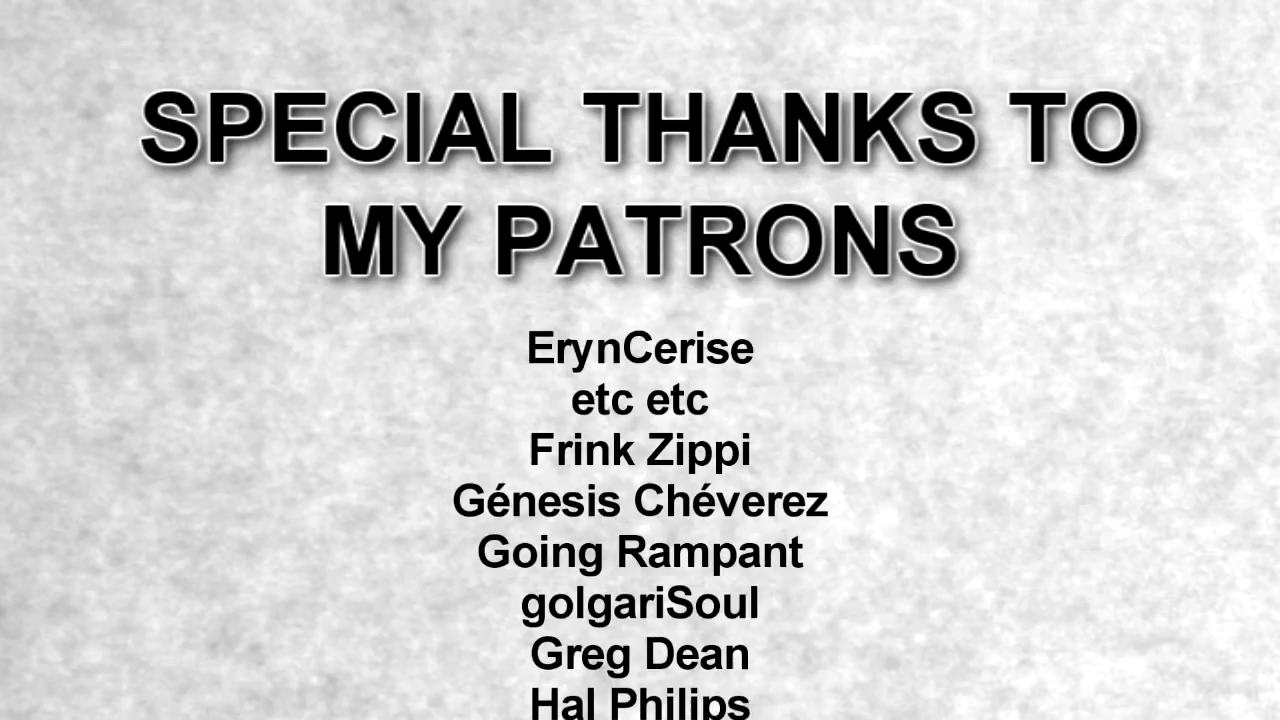 SPECIAL THANKS TO
MY PATRONS
ErynCerise
etc etc
Frink Zippi
Génesis Chéverez
Going Rampant
golgariSoul
Greg Dean
Hal Philips